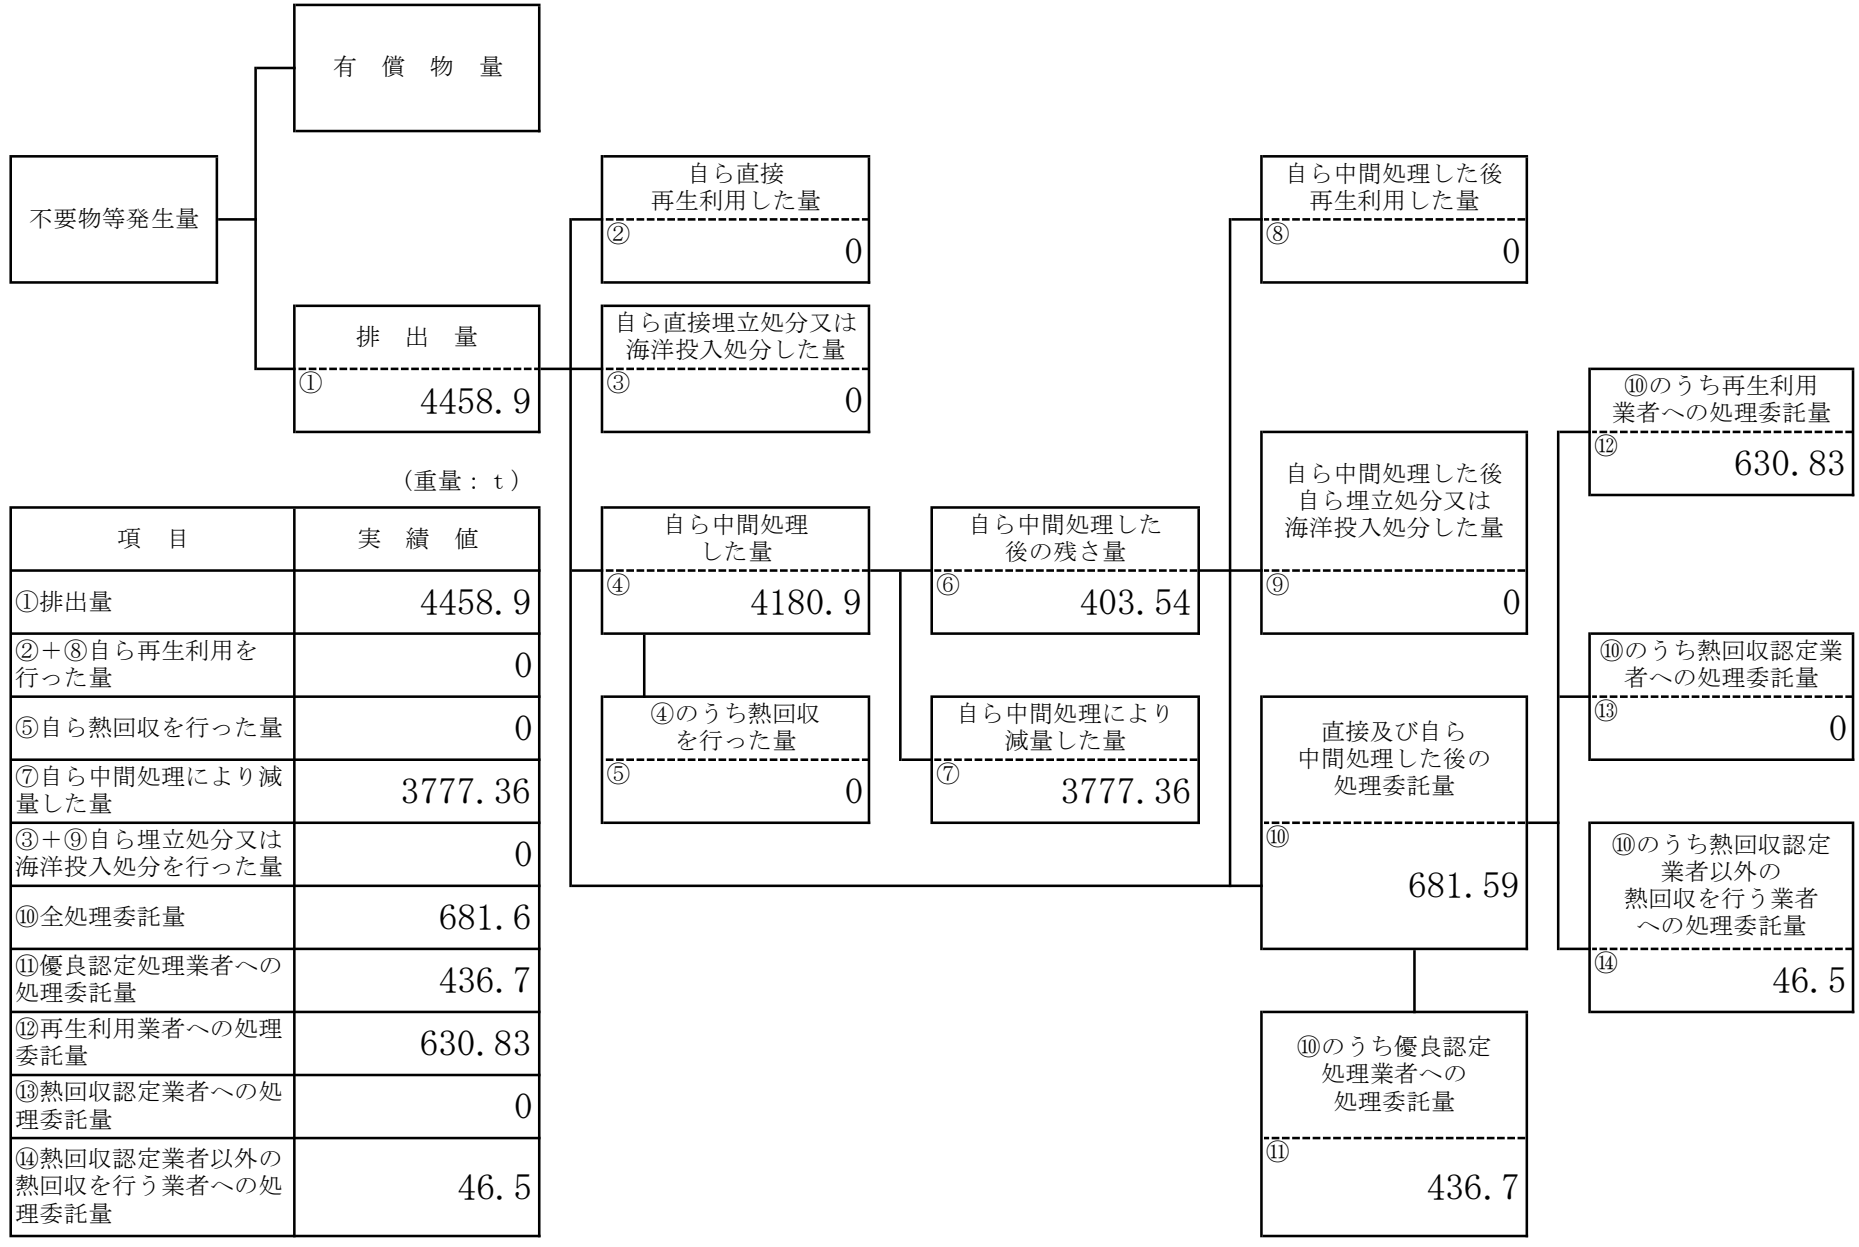 有 償 物 量
不要物等発生量
自ら直接
再生利用した量
②
0
自ら中間処理した後
再生利用した量
⑧
0
排 出 量
①
4458.9
自ら直接埋立処分又は
海洋投入処分した量
③
0
⑩のうち再生利用
業者への処理委託量
⑫
630.83
自ら中間処理した後
自ら埋立処分又は
海洋投入処分した量
⑨
0
自ら中間処理
した量
④
4180.9
自ら中間処理した
後の残さ量
⑥
403.54
⑩のうち熱回収認定業
者への処理委託量
⑬
0
④のうち熱回収
を行った量
⑤
0
自ら中間処理により
減量した量
⑦
3777.36
直接及び自ら
中間処理した後の
処理委託量
⑩
681.59
⑩のうち熱回収認定
業者以外の
熱回収を行う業者
への処理委託量
⑭
46.5
⑩のうち優良認定
処理業者への
処理委託量
⑪
436.7
（重量：ｔ）
項 目
実 績 値
①排出量
4458.9
②＋⑧自ら再生利用を
行った量
0
⑤自ら熱回収を行った量
0
⑦自ら中間処理により減
量した量
3777.36
③＋⑨自ら埋立処分又は
海洋投入処分を行った量
0
⑩全処理委託量
681.6
⑪優良認定処理業者への
処理委託量
436.7
⑫再生利用業者への処理
委託量
630.83
⑬熱回収認定業者への処
理委託量
0
⑭熱回収認定業者以外の
熱回収を行う業者への処
理委託量
46.5